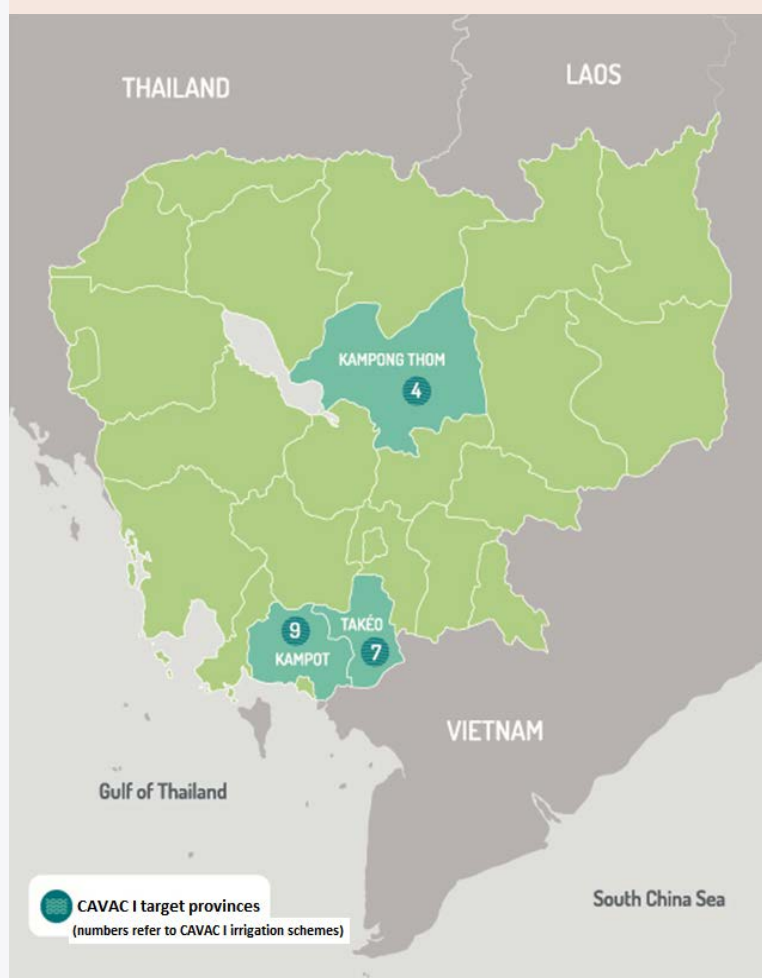 THAILAND
LAOS
KAMPONG THOM
4
9
TAKÉO
KAMPOT
7
VIETNAM
Gulf of Thailand
South China Sea
CAVAC I target provinces
(numbers refer to CAVAC I irrigation schemes)